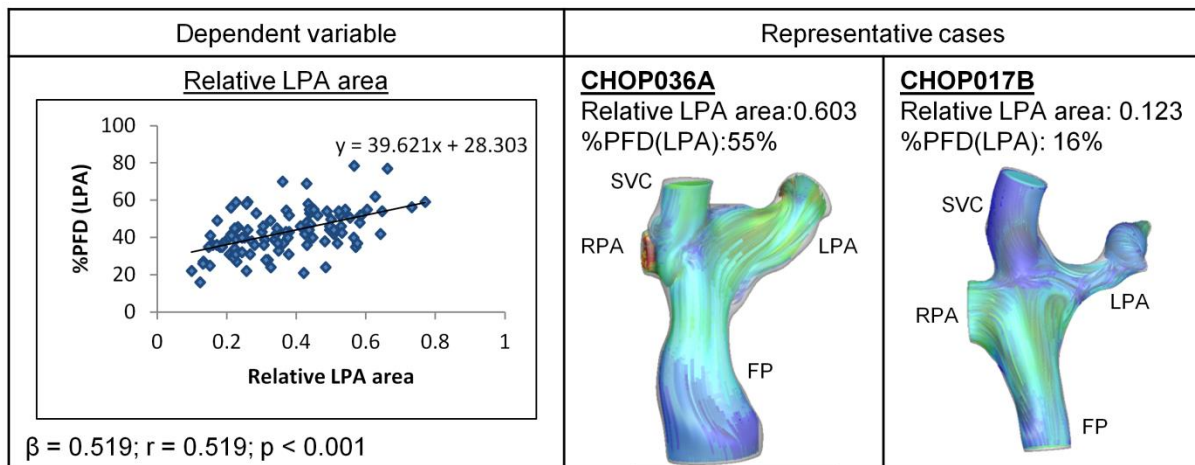 Dependent variable
Representative cases
Relative LPA area
100
80
60
40
20
0
%PFD (LPA)
y = 39.621x + 28.303
0 0.2 0.4 0.6 0.8 1
Relative LPA area
β = 0.519; r = 0.519; p < 0.001
CHOP036A
Relative LPA area:0.603
%PFD(LPA):55%
SVC
RPA
LPA
FP
CHOP017B
Relative LPA area: 0.123
%PFD(LPA): 16%
SVC
RPA
LPA
FP